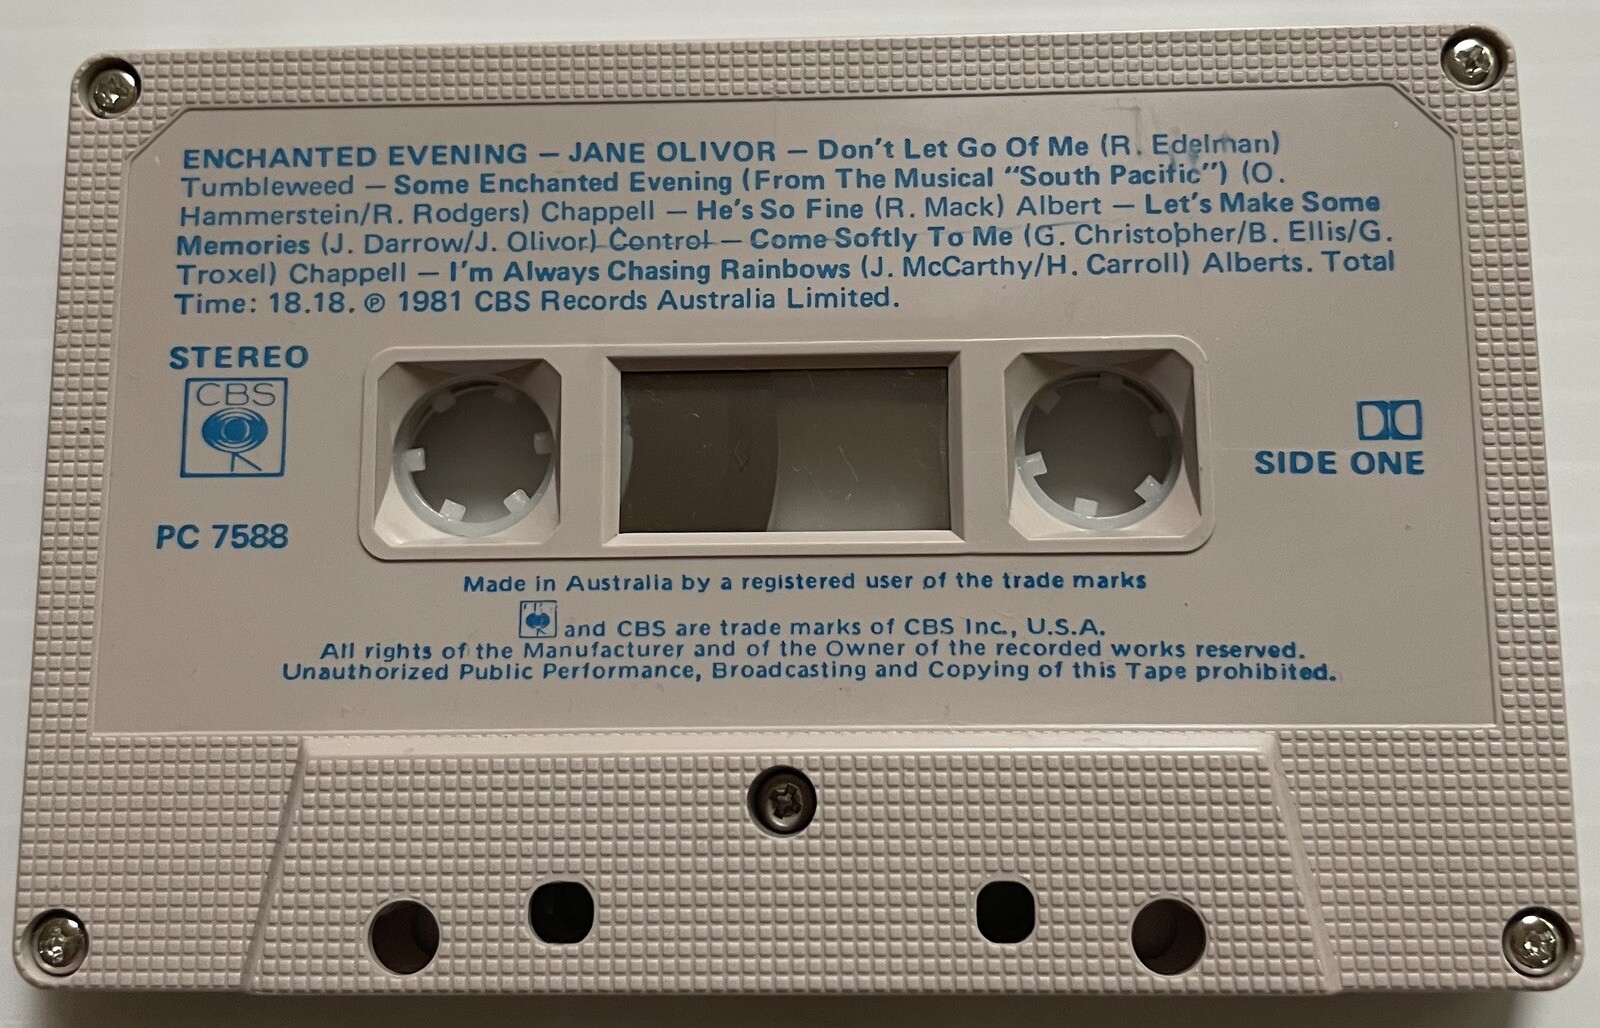 ENCHANTED EVENING – JANE OLIVOR – Don't Let Go Of Me (R. Edelman)
Tumbleweed – Some Enchanted Evening (From The Musical "South Pacific") (O.
Hammerstein/R. Rodgers) Chappell – He's So Fine (R. Mack) Albert – Let's Make Some
Memories (J. Darrow/J. Olivor) Control – Come Softly To Me (G. Christopher/B. Ellis/G.
Troxel) Chappell – I'm Always Chasing Rainbows (J. McCarthy/H. Carroll) Alberts. Total
Time: 18.18. ℗ 1981 CBS Records Australia Limited.
STEREO
CBS
SIDE ONE
PC 7588
Made in Australia by a registered user of the trade marks
CBS and CBS are trade marks of CBS Inc., U.S.A.
All rights of the Manufacturer and of the Owner of the recorded works reserved.
Unauthorized Public Performance, Broadcasting and Copying of this Tape prohibited.